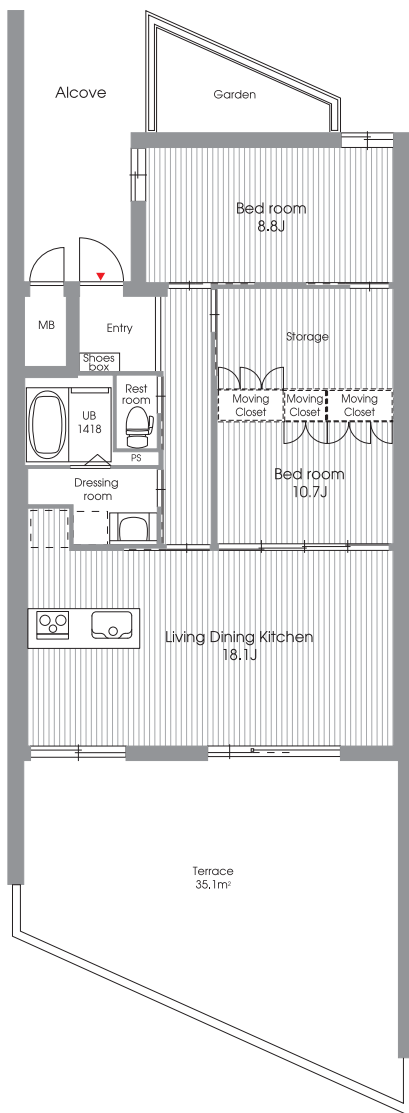 Alcove
Garden
Bed room
8.8J
MB
Entry
Storage
Shoes
box
Rest
room
UB
1418
Moving
Closet
Moving
Closet
Moving
Closet
PS
Dressing
room
Bed room
10.7J
Living Dining Kitchen
18.1J
Terrace
35.1m²